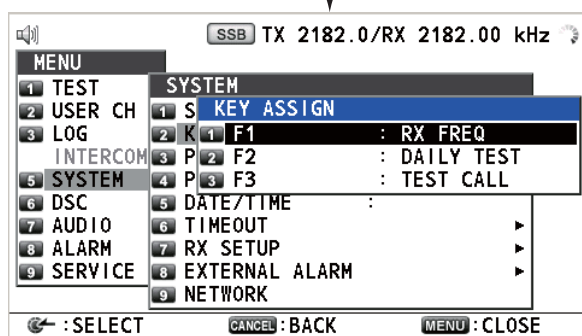 SSB TX 2182.0/RX 2182.00 kHz
MENU
1 TEST
2 USER CH
3 LOG
INTERCOM
5 SYSTEM
6 DSC
7 AUDIO
8 ALARM
9 SERVICE
SYSTEM
1 S
2 K
3 P
4 P
5 DATE/TIME :
6 TIMEOUT
7 RX SETUP
8 EXTERNAL ALARM
9 NETWORK
KEY ASSIGN
1 F1 : RX FREQ
2 F2 : DAILY TEST
3 F3 : TEST CALL
:SELECT CANCEL:BACK MENU:CLOSE